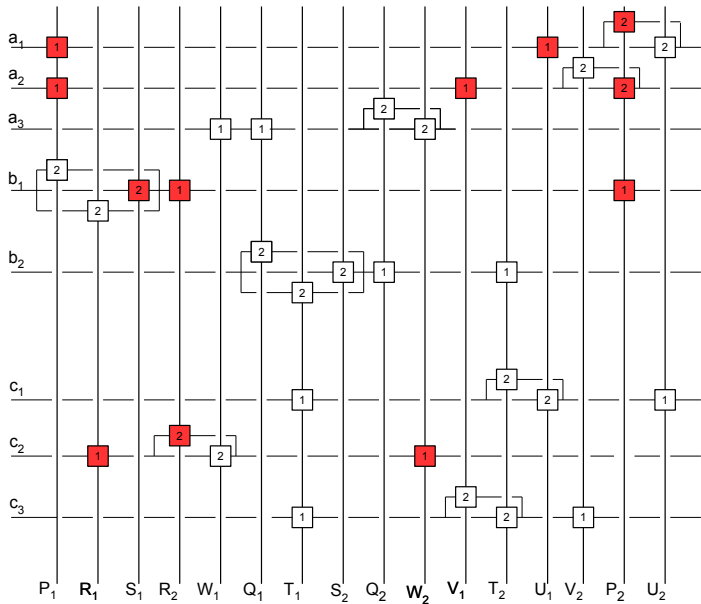 2
a₁ 1 1 2
2
a₂ 1 1 2
2
a₃ 1 1 2
2
b₁ 2 1 1
2
2
b₂ 2 1 1
2
2
c₁ 1 2 1
2
c₂ 1 2 1
2
c₃ 1 2 1
P₁ R₁ S₁ R₂ W₁ Q₁ T₁ S₂ Q₂ W₂ V₁ T₂ U₁ V₂ P₂ U₂